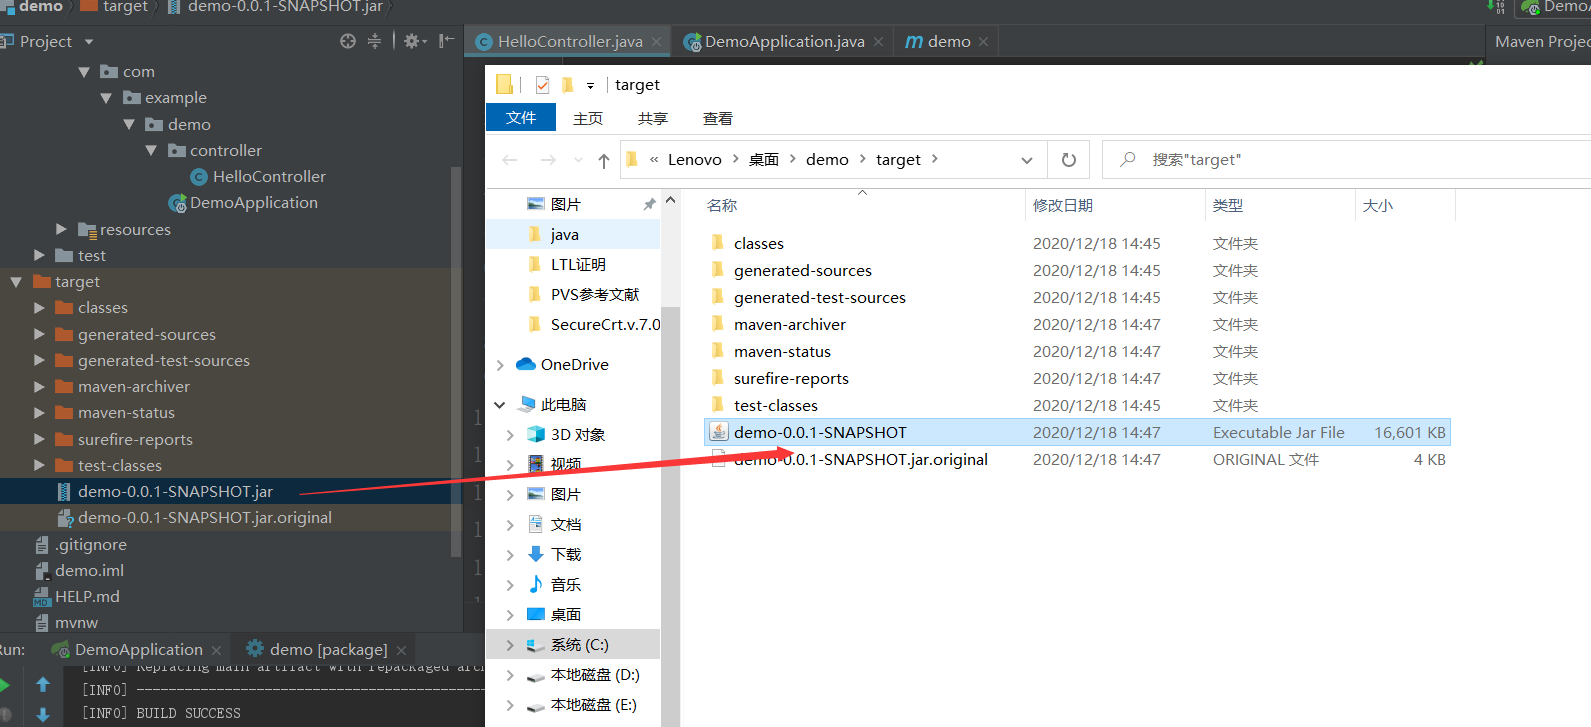 demo target demo-0.0.1-SNAPSHOT.jar
Project
HelloController.java
DemoApplication.java
demo
com
example
demo
controller
HelloController
DemoApplication
resources
test
target
classes
generated-sources
generated-test-sources
maven-archiver
maven-status
surefire-reports
test-classes
demo-0.0.1-SNAPSHOT.jar
demo-0.0.1-SNAPSHOT.jar.original
.gitignore
demo.iml
HELP.md
mvnw
DemoApplication
demo [package]
[INFO] Replacing main artifact with repackaged
[INFO] ----------------------------------------
[INFO] BUILD SUCCESS
target
文件 主页 共享 查看
« Lenovo > 桌面 > demo > target >
搜索"target"
图片
java
LTL证明
PVS参考文献
SecureCrt.v.7.0
OneDrive
此电脑
3D 对象
视频
图片
文档
下载
音乐
桌面
系统 (C:)
本地磁盘 (D:)
本地磁盘 (E:)
名称 修改日期 类型 大小
classes 2020/12/18 14:45 文件夹
generated-sources 2020/12/18 14:45 文件夹
generated-test-sources 2020/12/18 14:45 文件夹
maven-archiver 2020/12/18 14:47 文件夹
maven-status 2020/12/18 14:47 文件夹
surefire-reports 2020/12/18 14:47 文件夹
test-classes 2020/12/18 14:45 文件夹
demo-0.0.1-SNAPSHOT 2020/12/18 14:47 Executable Jar File 16,601 KB
demo-0.0.1-SNAPSHOT.jar.original 2020/12/18 14:47 ORIGINAL 文件 4 KB